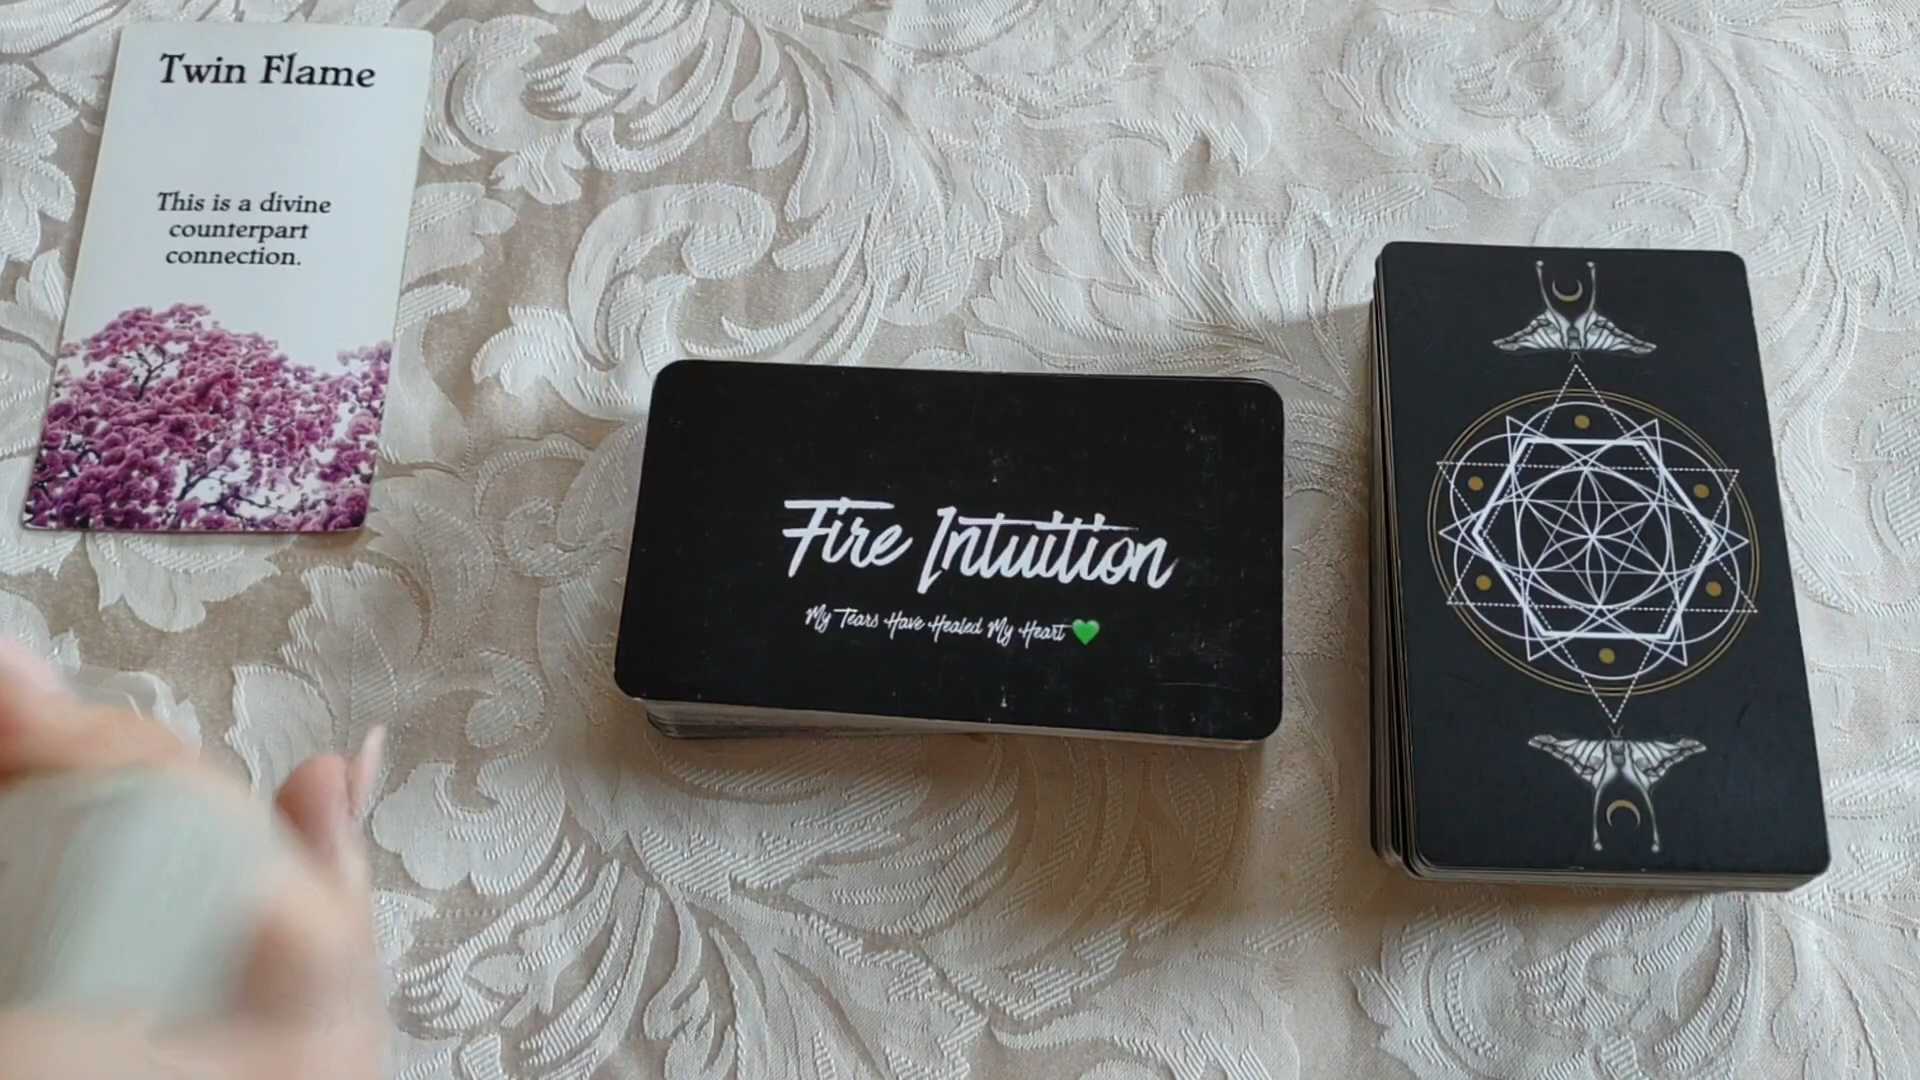 Twin Flame
This is a divine
counterpart
connection.
Fire Intuition
My Tears Have Healed My Heart 💚